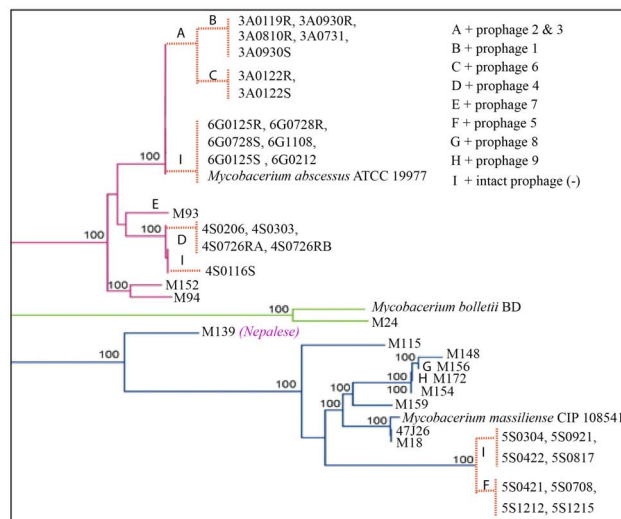 A
B
3A0119R, 3A0930R,
3A0810R, 3A0731,
3A0930S
C
3A0122R,
3A0122S
100
I
6G0125R, 6G0728R,
6G0728S, 6G1108,
6G0125S , 6G0212
Mycobacerium abscessus ATCC 19977
100
E
M93
100
D
4S0206, 4S0303,
4S0726RA, 4S0726RB
I
4S0116S
100
M152
M94
A + prophage 2 & 3
B + prophage 1
C + prophage 6
D + prophage 4
E + prophage 7
F + prophage 5
G + prophage 8
H + prophage 9
I + intact prophage (-)
100
Mycobacerium bolletii BD
M24
100
M139 (Nepalese)
100
M115
100
M148
G M156
100
H M172
100
M154
M159
100
Mycobacterium massiliense CIP 108541
47J26
M18
100
I
5S0304, 5S0921,
5S0422, 5S0817
F
5S0421, 5S0708,
5S1212, 5S1215